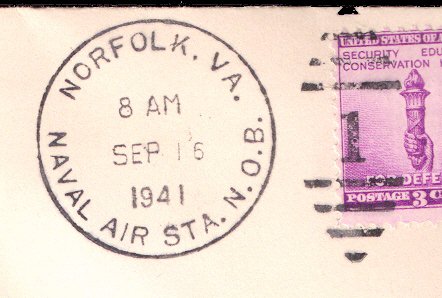 NORFOLK, VA.
8 AM
SEP 16
1941
NAVAL AIR STA. N.O.B.
1
UNITED STATES OF A
SECURITY EDU
CONSERVATION H
FOR DEFE
POSTAGE 3 C